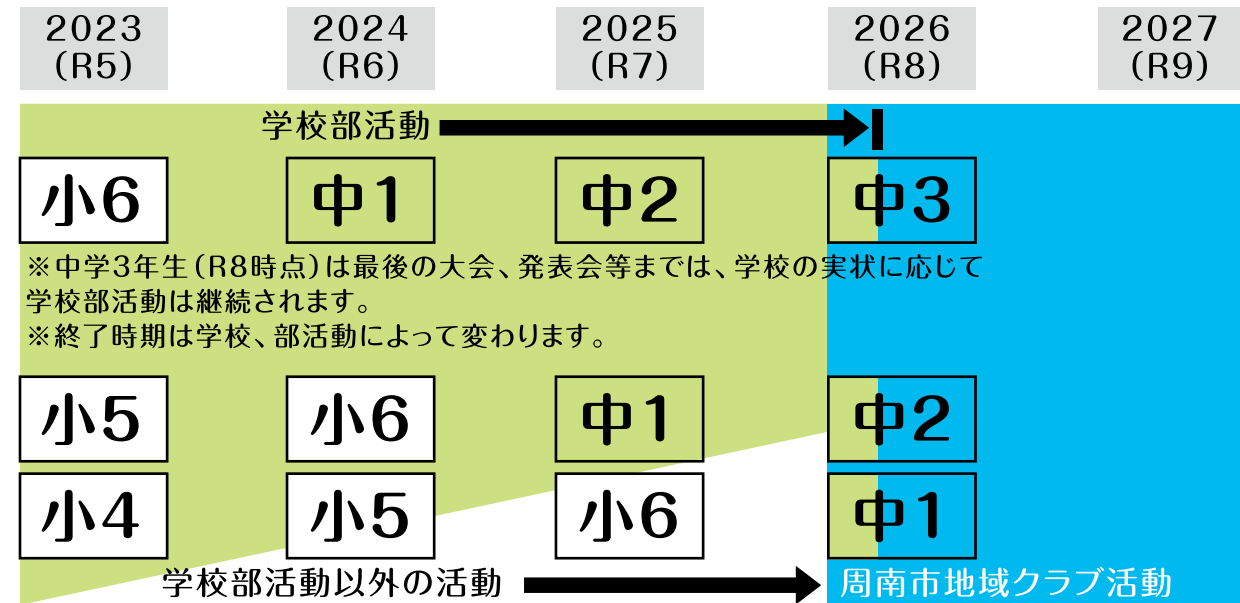 2023 2024 2025 2026 2027
(R5) (R6) (R7) (R8) (R9)
学校部活動
小6 中1 中2 中3
※中学3年生(R8時点)は最後の大会、発表会等までは、学校の実状に応じて
学校部活動は継続されます。
※終了時期は学校、部活動によって変わります。
小5 小6 中1 中2
小4 小5 小6 中1
学校部活動以外の活動 周南市地域クラブ活動